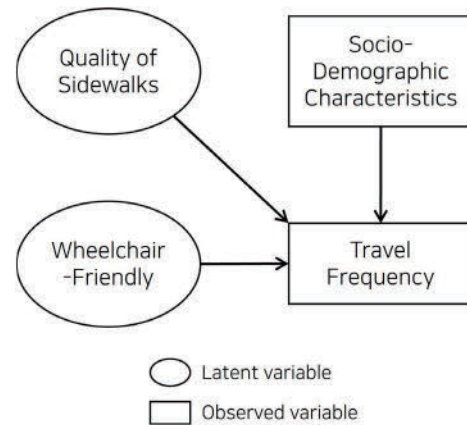 Quality of
Sidewalks
Socio-
Demographic
Characteristics
Wheelchair
-Friendly
Travel
Frequency
Latent variable
Observed variable